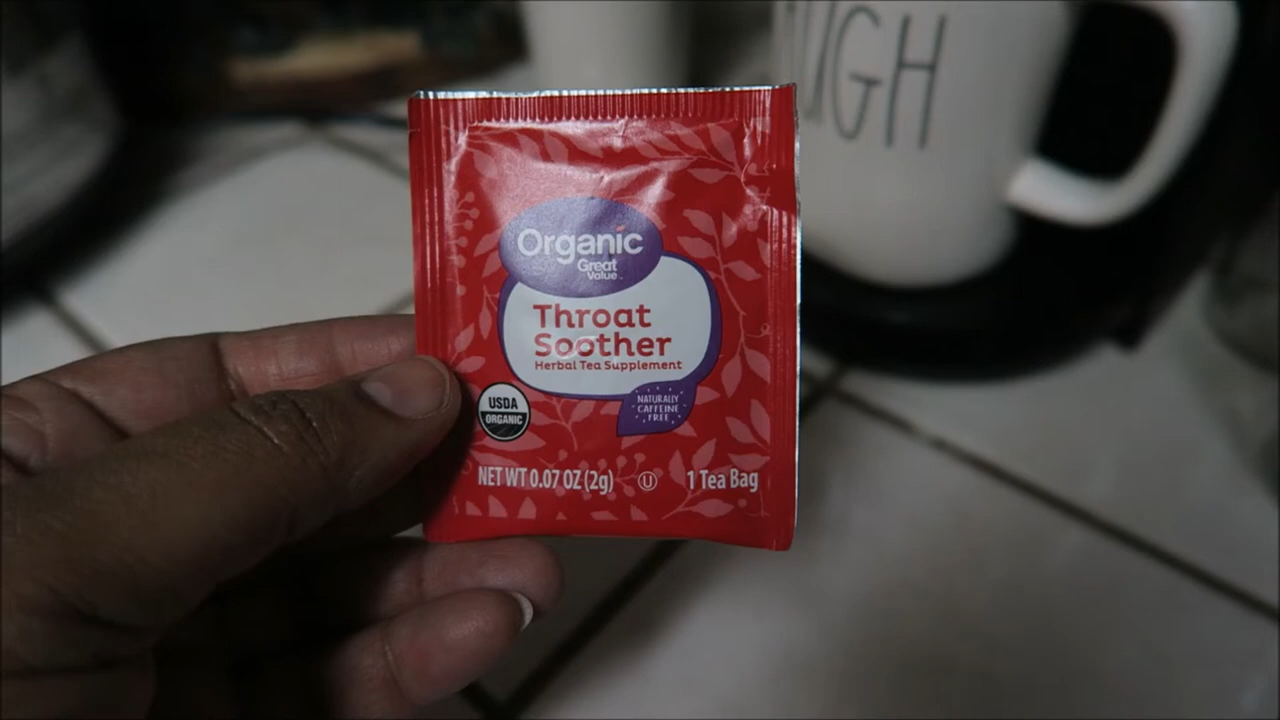 UGH
Organic
Great
Value
Throat
Soother
Herbal Tea Supplement
NATURALLY
CAFFEINE
FREE
USDA
ORGANIC
NET WT 0.07 OZ (2g)
U
1 Tea Bag